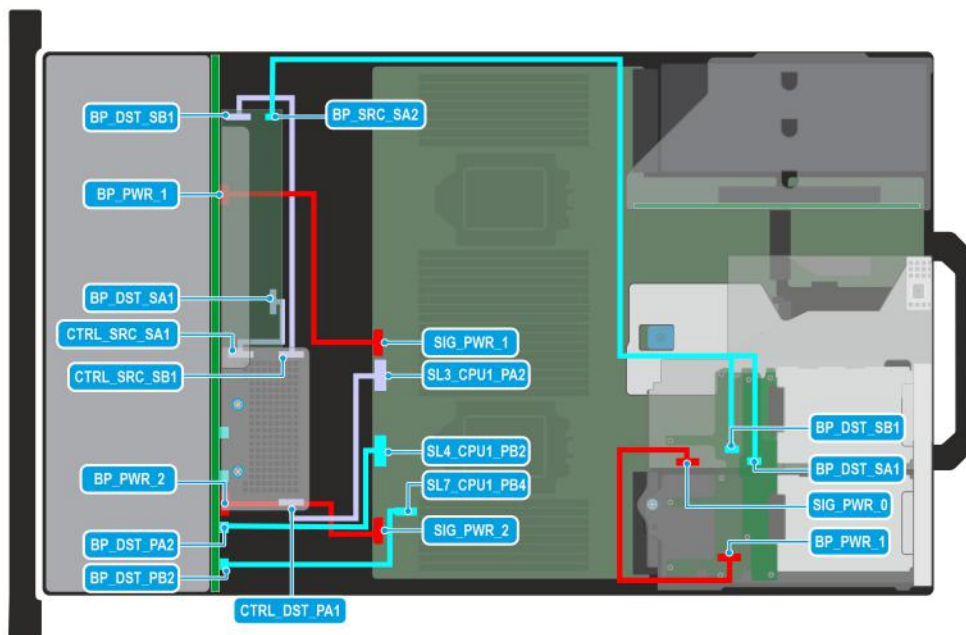 BP_DST_SB1
BP_SRC_SA2
BP_PWR_1
BP_DST_SA1
CTRL_SRC_SA1
CTRL_SRC_SB1
SIG_PWR_1
SL3_CPU1_PA2
BP_DST_SB1
SL4_CPU1_PB2
BP_DST_SA1
BP_PWR_2
SL7_CPU1_PB4
SIG_PWR_0
SIG_PWR_2
BP_DST_PA2
BP_PWR_1
BP_DST_PB2
CTRL_DST_PA1